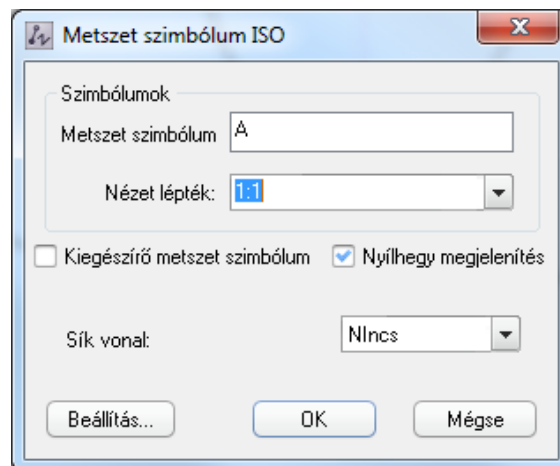 Metszet szimbólum ISO
Szimbólumok
Metszet szimbólum A
Nézet lépték: 1:1
Kiegészírő metszet szimbólum Nyílhegy megjelenítés
Sík vonal: NIncs
Beállítás... OK Mégse